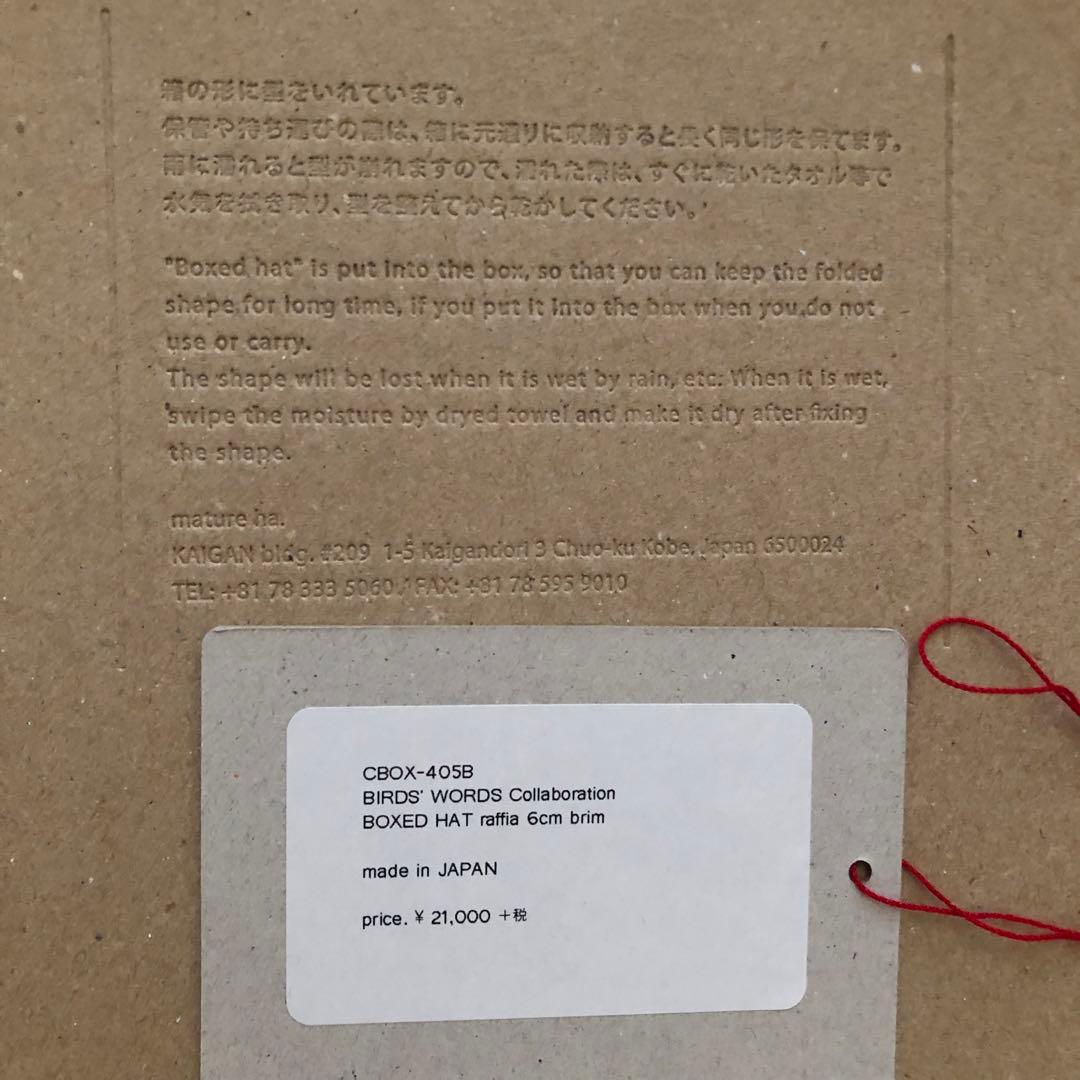 箱の形に型をいれています。
保管や持ち運びの際は、箱に元通りに収納すると長く同じ形を保てます。
雨に濡れると型が崩れますので、濡れた際は、すぐに乾いたタオル等で
水気を拭き取り、型を整えてから乾かしてください。
"Boxed hat" is put into the box, so that you can keep the folded
shape for long time, if you put it into the box when you do not
use or carry.
The shape will be lost when it is wet by rain, etc. When it is wet,
swipe the moisture by dryed towel and make it dry after fixing
the shape.
mature ha.
KAIGAN bldg. #209 1-5 Kaigandori 3 Chuo-ku Kobe, Japan 6500024
TEL: +81 78 333 5060 / FAX: +81 78 595 9010
CBOX-405B
BIRDS' WORDS Collaboration
BOXED HAT raffia 6cm brim
made in JAPAN
price. ¥ 21,000 +税